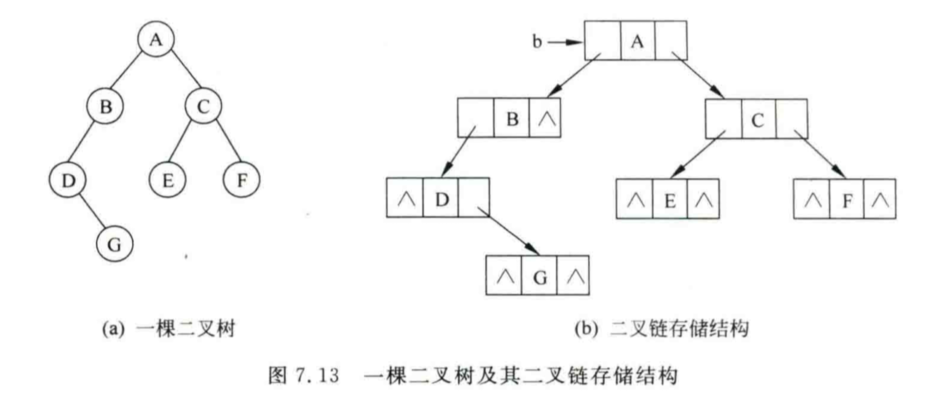 A
B
C
D
E
F
G
b
A
B ∧
C
∧ D
∧ E ∧
∧ F ∧
∧ G ∧
(a) 一棵二叉树
(b) 二叉链存储结构
图 7.13 一棵二叉树及其二叉链存储结构